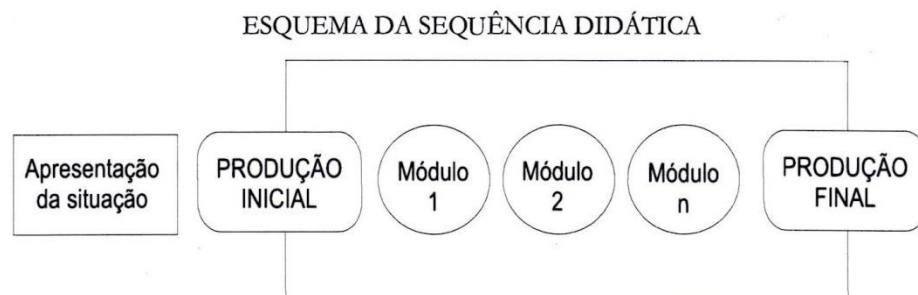 ESQUEMA DA SEQUÊNCIA DIDÁTICA
Apresentação
da situação
PRODUÇÃO
INICIAL
Módulo
1
Módulo
2
Módulo
n
PRODUÇÃO
FINAL